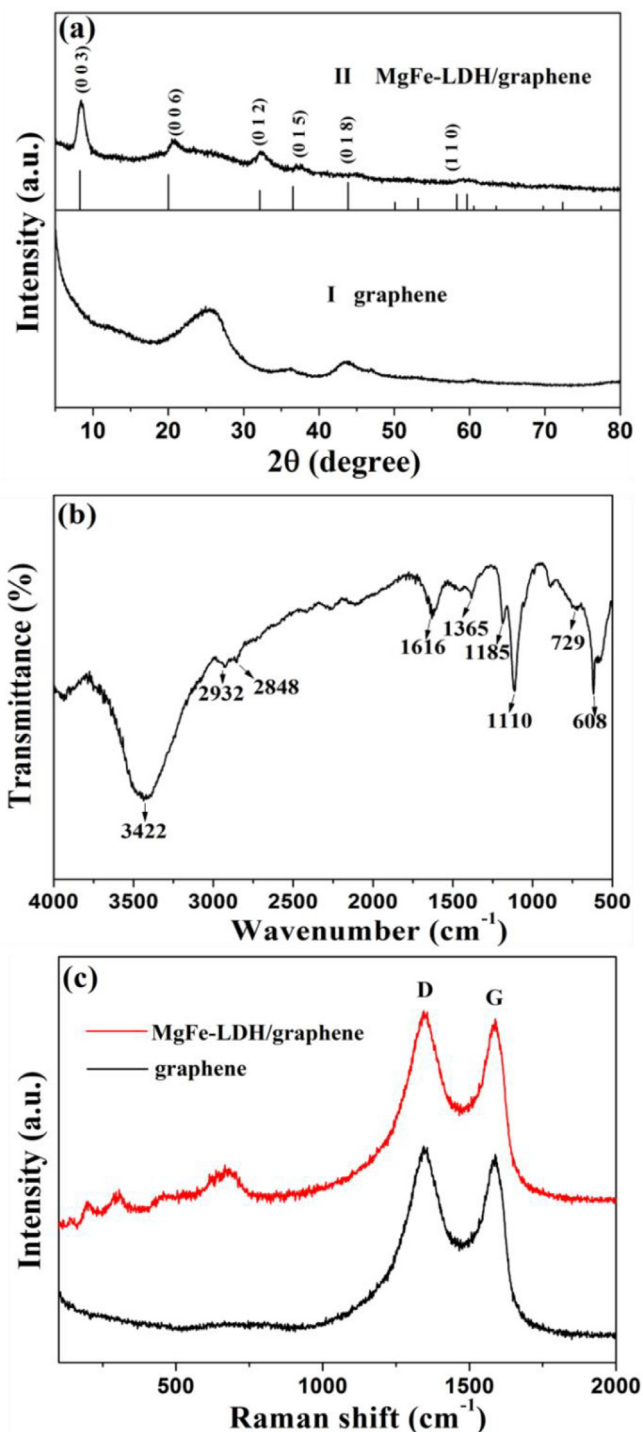 (a)
(0 0 3)
(0 0 6)
(0 1 2)
(0 1 5)
(0 1 8)
(1 1 0)
II MgFe-LDH/graphene
I graphene
Intensity (a.u.)
10 20 30 40 50 60 70 80
2θ (degree)
(b)
Transmittance (%)
3422
2932
2848
1616
1365
1185
1110
729
608
4000 3500 3000 2500 2000 1500 1000 500
Wavenumber (cm⁻¹)
(c)
D G
MgFe-LDH/graphene
graphene
Intensity (a.u.)
500 1000 1500 2000
Raman shift (cm⁻¹)